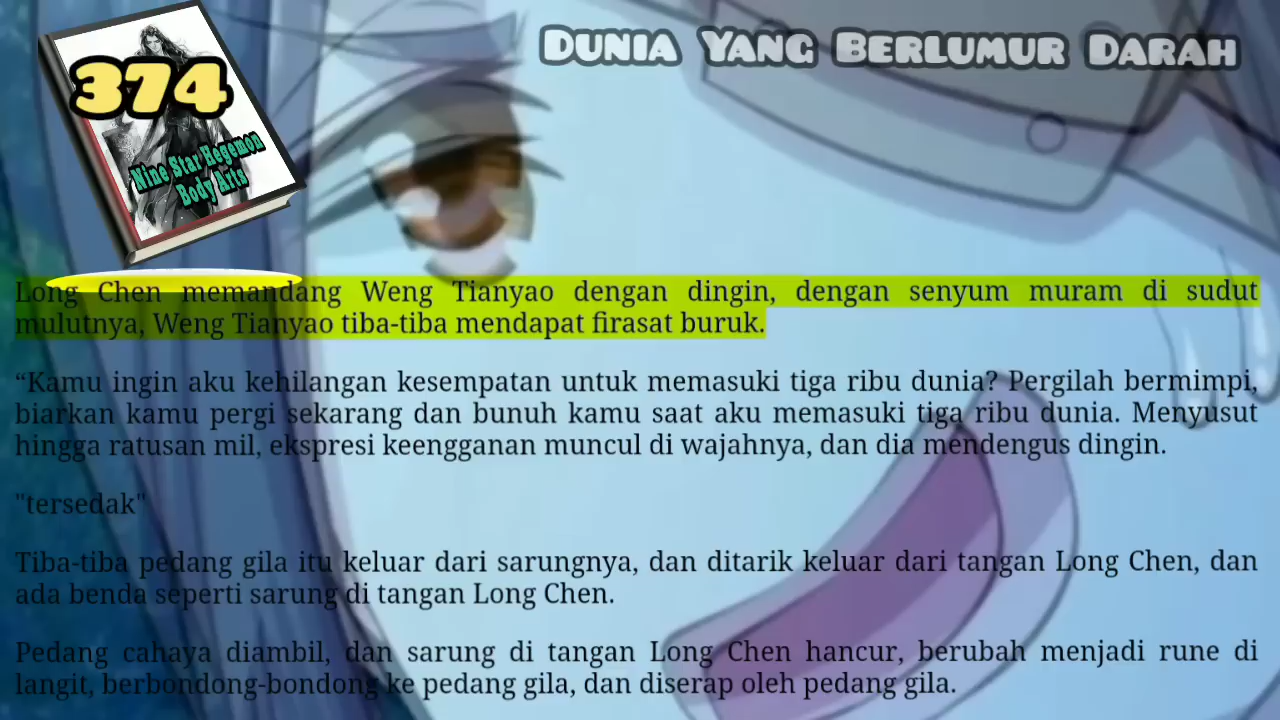 Dunia Yang Berlumur Darah
374
Nine Star Hegemon
Body Arts
Long Chen memandang Weng Tianyao dengan dingin, dengan senyum muram di sudut
mulutnya, Weng Tianyao tiba-tiba mendapat firasat buruk.
“Kamu ingin aku kehilangan kesempatan untuk memasuki tiga ribu dunia? Pergilah bermimpi,
biarkan kamu pergi sekarang dan bunuh kamu saat aku memasuki tiga ribu dunia. Menyusut
hingga ratusan mil, ekspresi keengganan muncul di wajahnya, dan dia mendengus dingin.
"tersedak"
Tiba-tiba pedang gila itu keluar dari sarungnya, dan ditarik keluar dari tangan Long Chen, dan
ada benda seperti sarung di tangan Long Chen.
Pedang cahaya diambil, dan sarung di tangan Long Chen hancur, berubah menjadi rune di
langit, berbondong-bondong ke pedang gila, dan diserap oleh pedang gila.